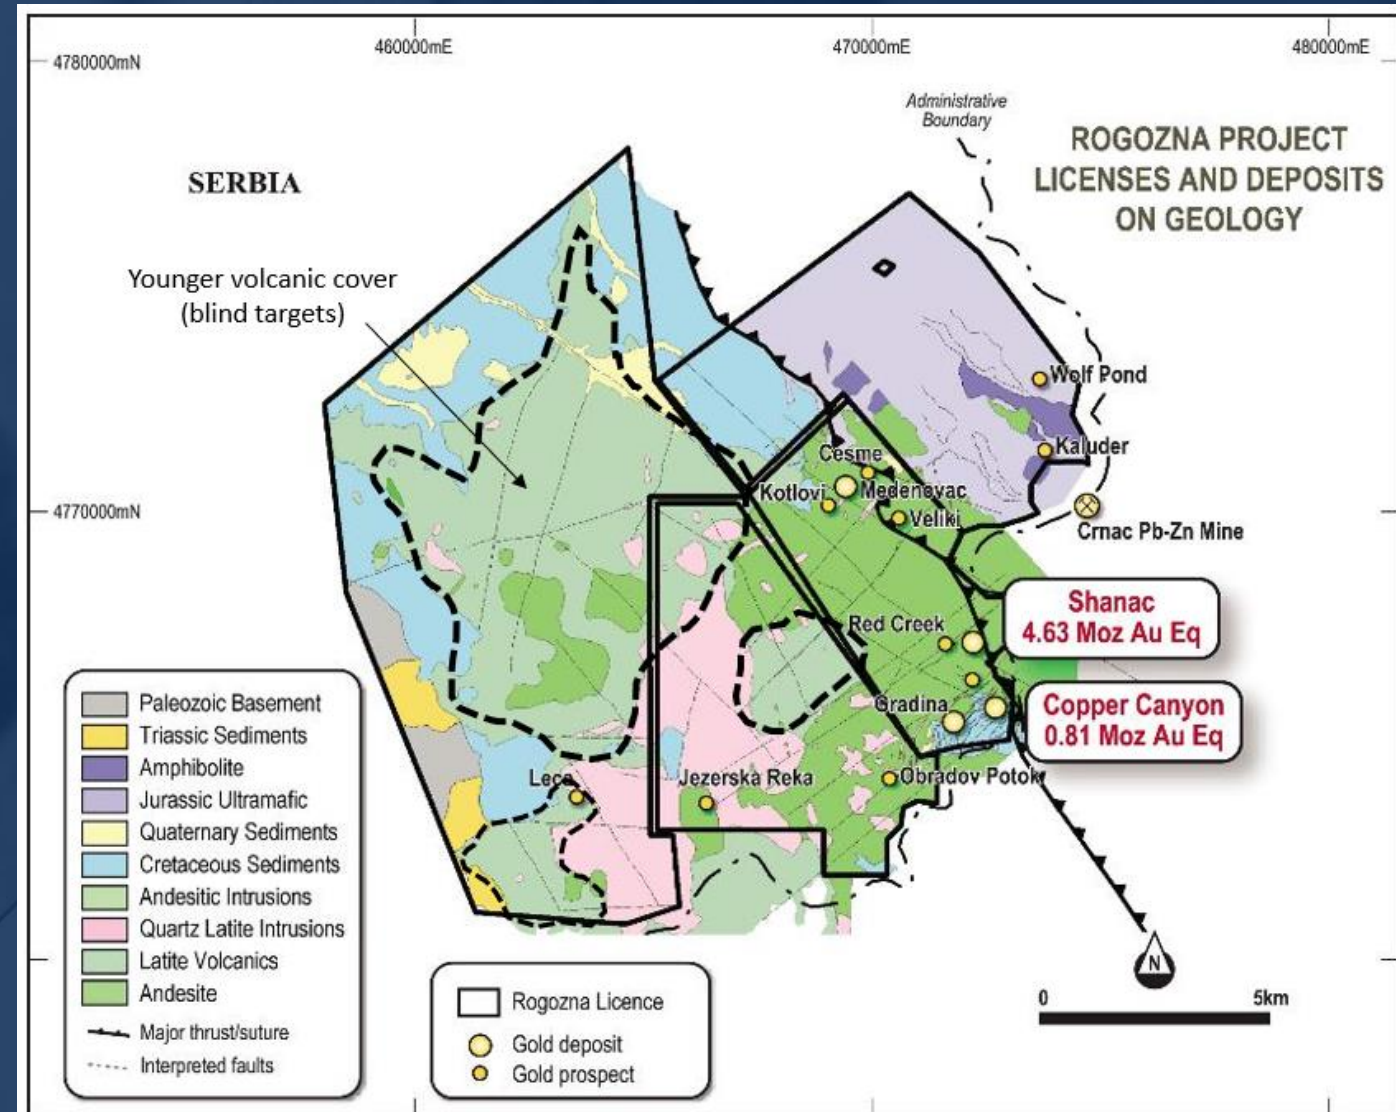 460000mE
470000mE
480000mE
4780000mN
Administrative
Boundary
ROGOZNA PROJECT
LICENSES AND DEPOSITS
ON GEOLOGY
SERBIA
Younger volcanic cover
(blind targets)
Wolf Pond
Cesme
Kaluder
Kotlovi
Medenovac
4770000mN
Veliki
Crnac Pb-Zn Mine
Shanac
4.63 Moz Au Eq
Red Creek
Gradina
Copper Canyon
0.81 Moz Au Eq
Lece
Jezerska Reka
Obradov Potok
Paleozoic Basement
Triassic Sediments
Amphibolite
Jurassic Ultramafic
Quaternary Sediments
Cretaceous Sediments
Andesitic Intrusions
Quartz Latite Intrusions
Latite Volcanics
Andesite
Major thrust/suture
Interpreted faults
Rogozna Licence
Gold deposit
Gold prospect
N
0 5km